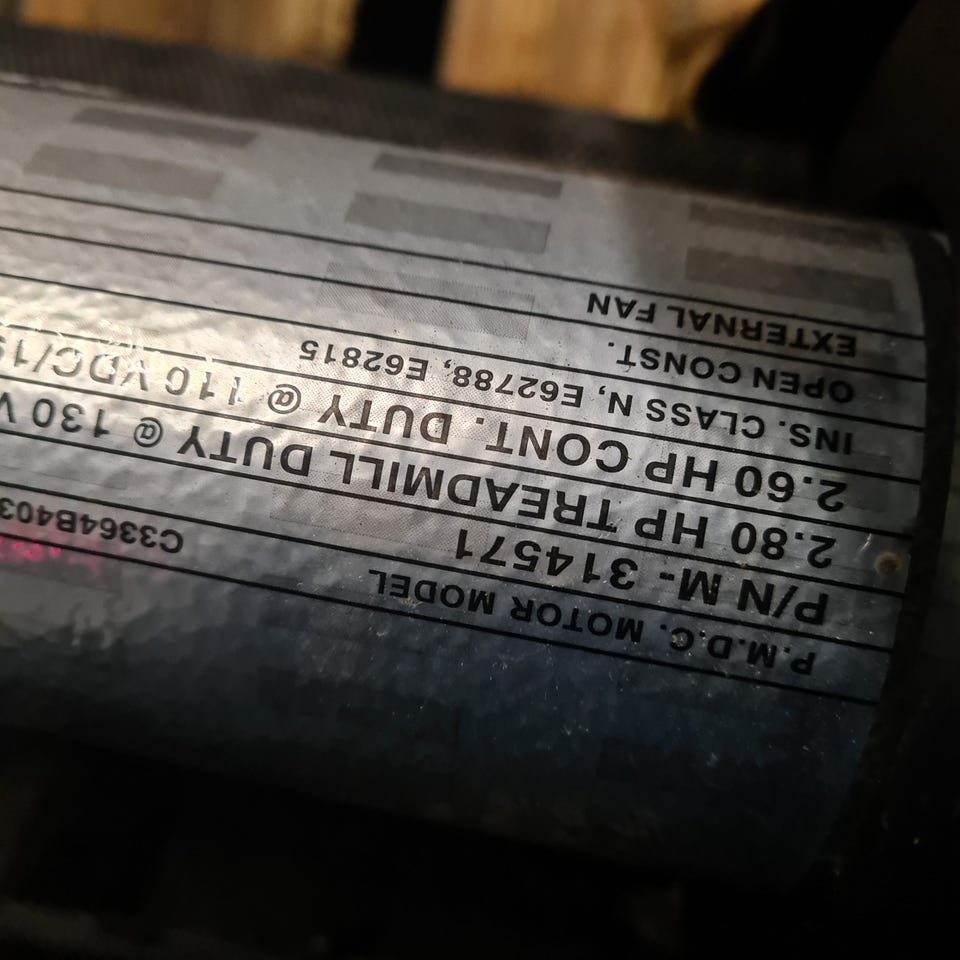 P.M.D.C. MOTOR MODEL C3364B403
P/N M- 314571
2.80 HP TREADMILL DUTY @ 130 V
2.60 HP CONT. DUTY @ 110 VDC/19
INS. CLASS N, E62788, E62815
OPEN CONST.
EXTERNAL FAN